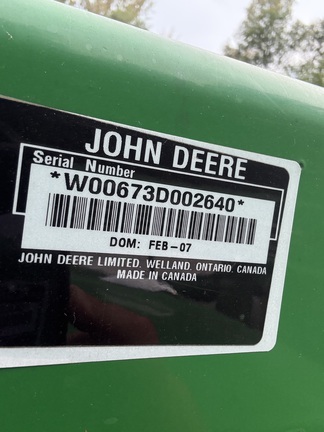 JOHN DEERE
Serial Number
*W00673D002640*
DOM: FEB-07
JOHN DEERE LIMITED, WELLAND, ONTARIO, CANADA
MADE IN CANADA